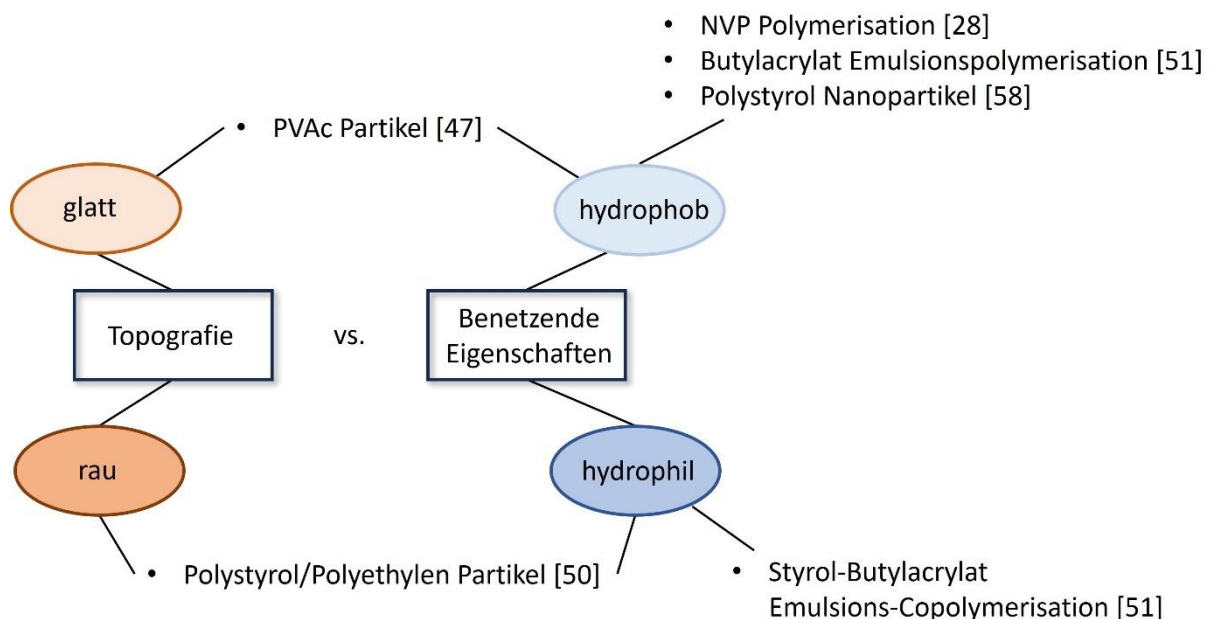 • NVP Polymerisation [28]
• Butylacrylat Emulsionspolymerisation [51]
• Polystyrol Nanopartikel [58]
• PVAc Partikel [47]
glatt
hydrophob
Topografie
vs.
Benetzende
Eigenschaften
rau
hydrophil
• Polystyrol/Polyethylen Partikel [50]
• Styrol-Butylacrylat
Emulsions-Copolymerisation [51]